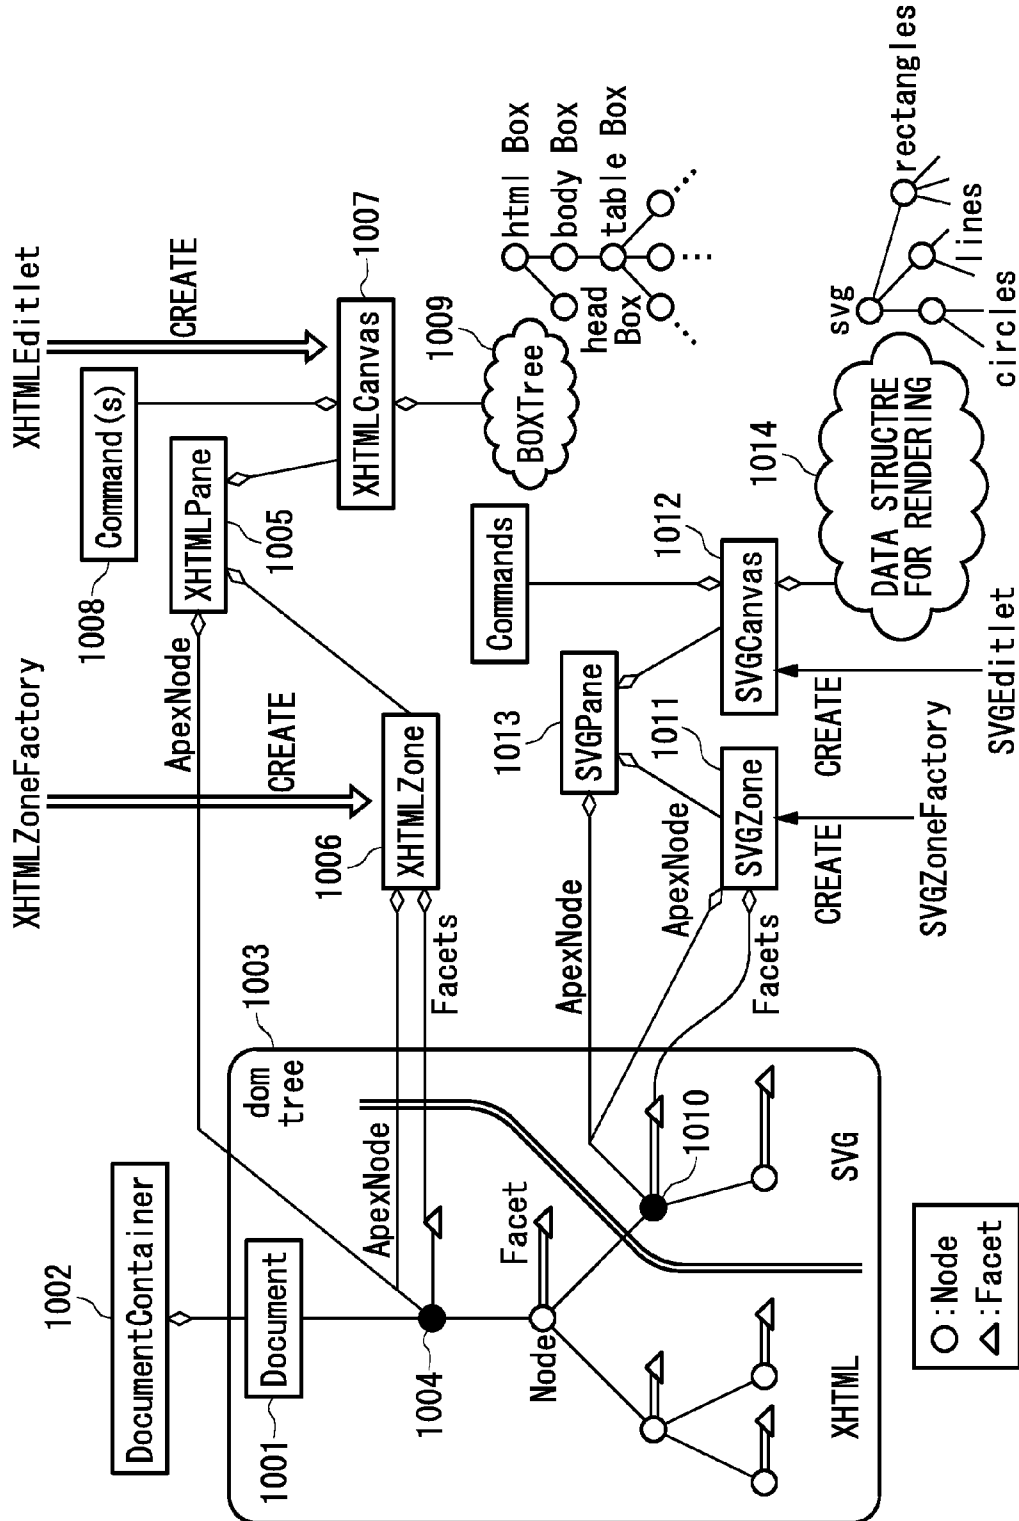 XHTMLZoneFactory
XHTMLEditlet
CREATE
CREATE
1002
DocumentContainer
1008
Command(s)
ApexNode
XHTMLPane
1005
1007
XHTMLCanvas
1001
Document
1003
dom
tree
1006
XHTMLZone
ApexNode
Facets
1009
BOXTree
html Box
body Box
table Box
head
Box
1004
Node
Facet
ApexNode
1013
SVGPane
Commands
1010
ApexNode
Facets
1011
SVGZone
1012
SVGCanvas
1014
DATA STRUCTRE
FOR RENDERING
svg
rectangles
lines
circles
XHTML
SVG
CREATE
CREATE
SVGZoneFactory
SVGEditlet
:Node
:Facet